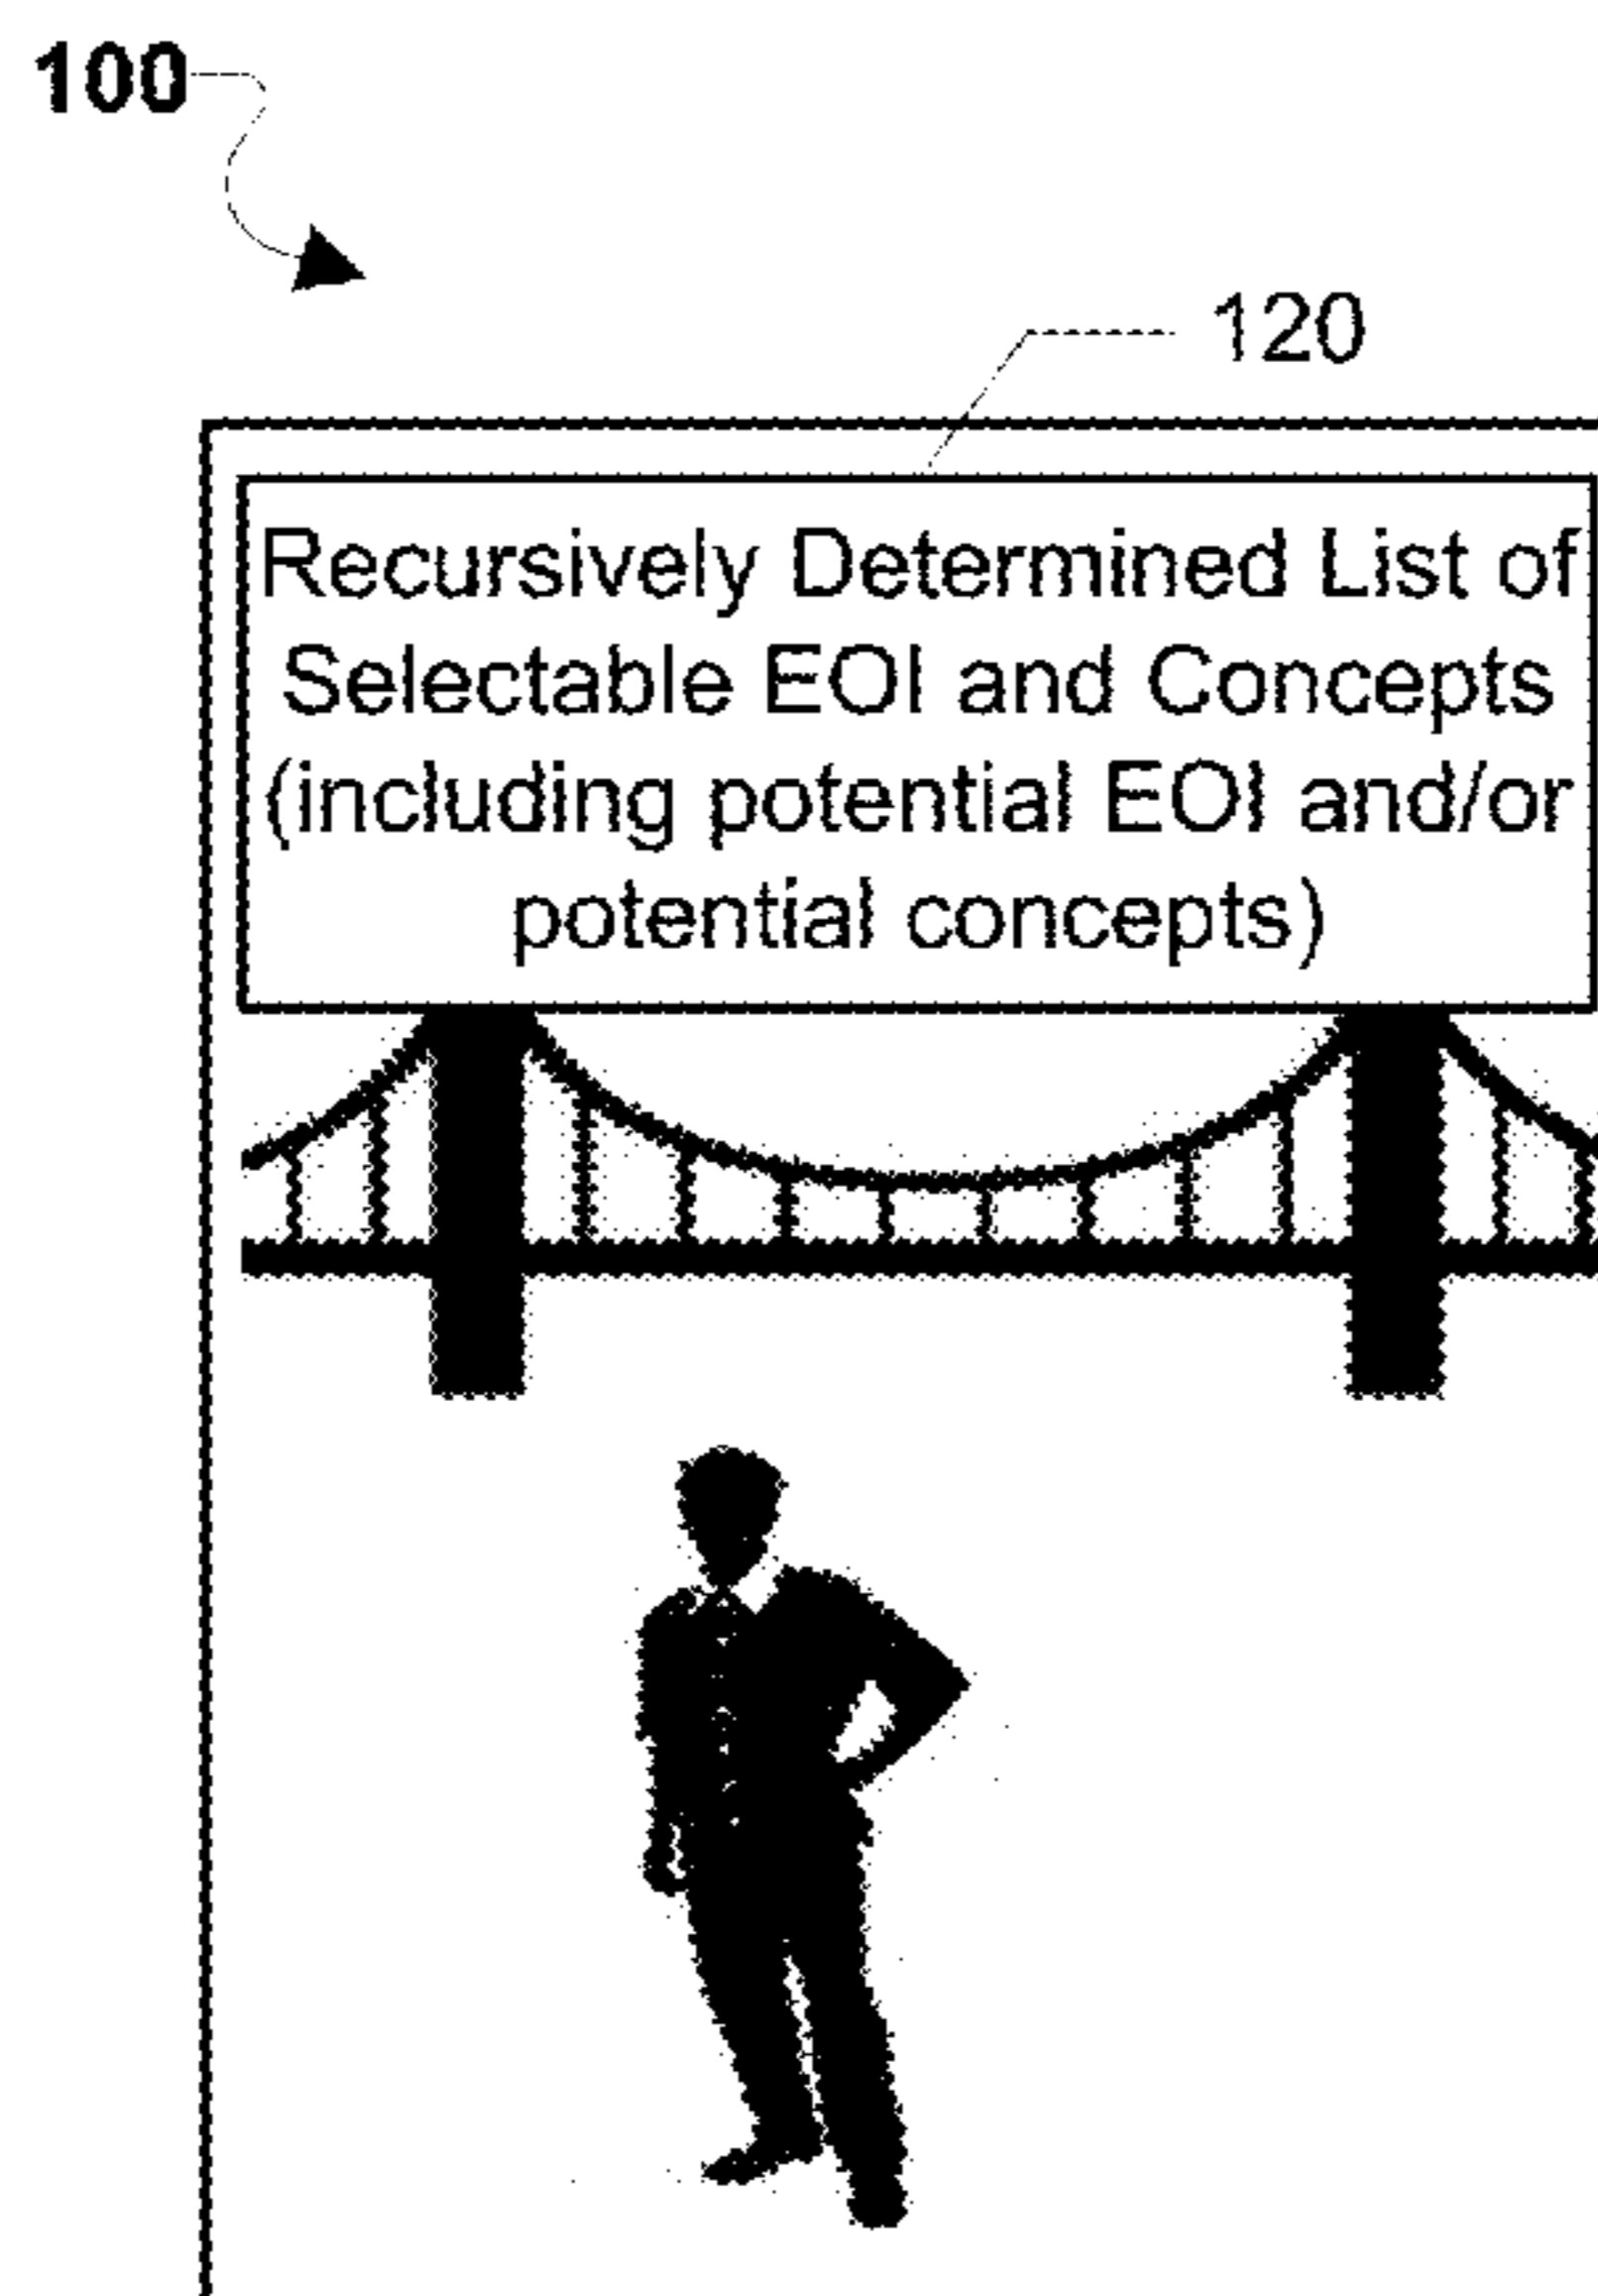 100
120
Recursively Determined List of
Selectable EOI and Concepts
(including potential EOI and/or
potential concepts)